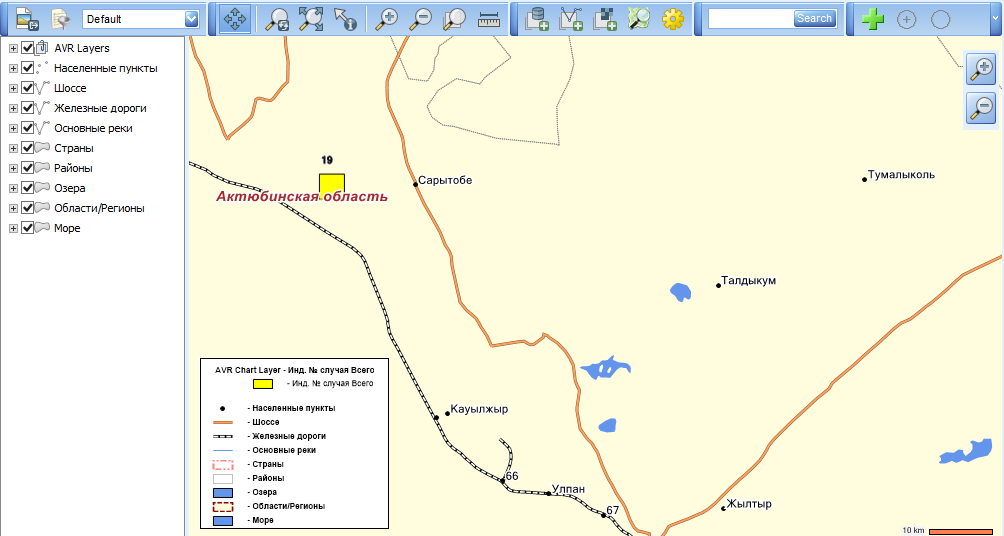 Default
Search
AVR Layers
Населенные пункты
Шоссе
Железные дороги
Основные реки
Страны
Районы
Озера
Области/Регионы
Море
19
Актюбинская область
Сарытобе
Тумалыколь
Талдыкум
Кауылжыр
66
Улпан
67
Жылтыр
AVR Chart Layer - Инд. № случая Всего
- Инд. № случая Всего
- Населенные пункты
- Шоссе
- Железные дороги
- Основные реки
- Страны
- Районы
- Озера
- Области/Регионы
- Море
10 km